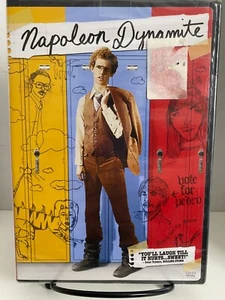 Napoleon Dynamite
vote for
pedro
"YOU'LL LAUGH TILL
IT HURTS...SWEET!"